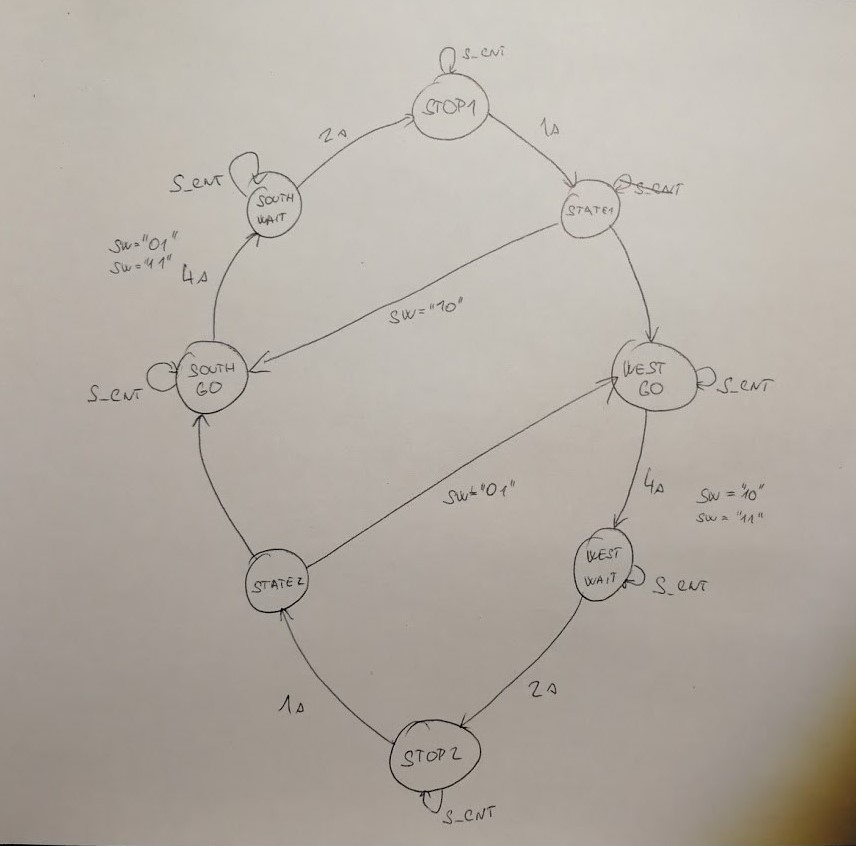 S_CNT
STOP1
2s
1s
S_CNT
SOUTH
WAIT
S_CNT
STATE1
SW="01"
SW="11"
4s
SW="10"
S_CNT
SOUTH
GO
WEST
GO
S_CNT
SW="01"
4s
SW="10"
SW="11"
STATE2
WEST
WAIT
S_CNT
1s
2s
STOP2
S_CNT